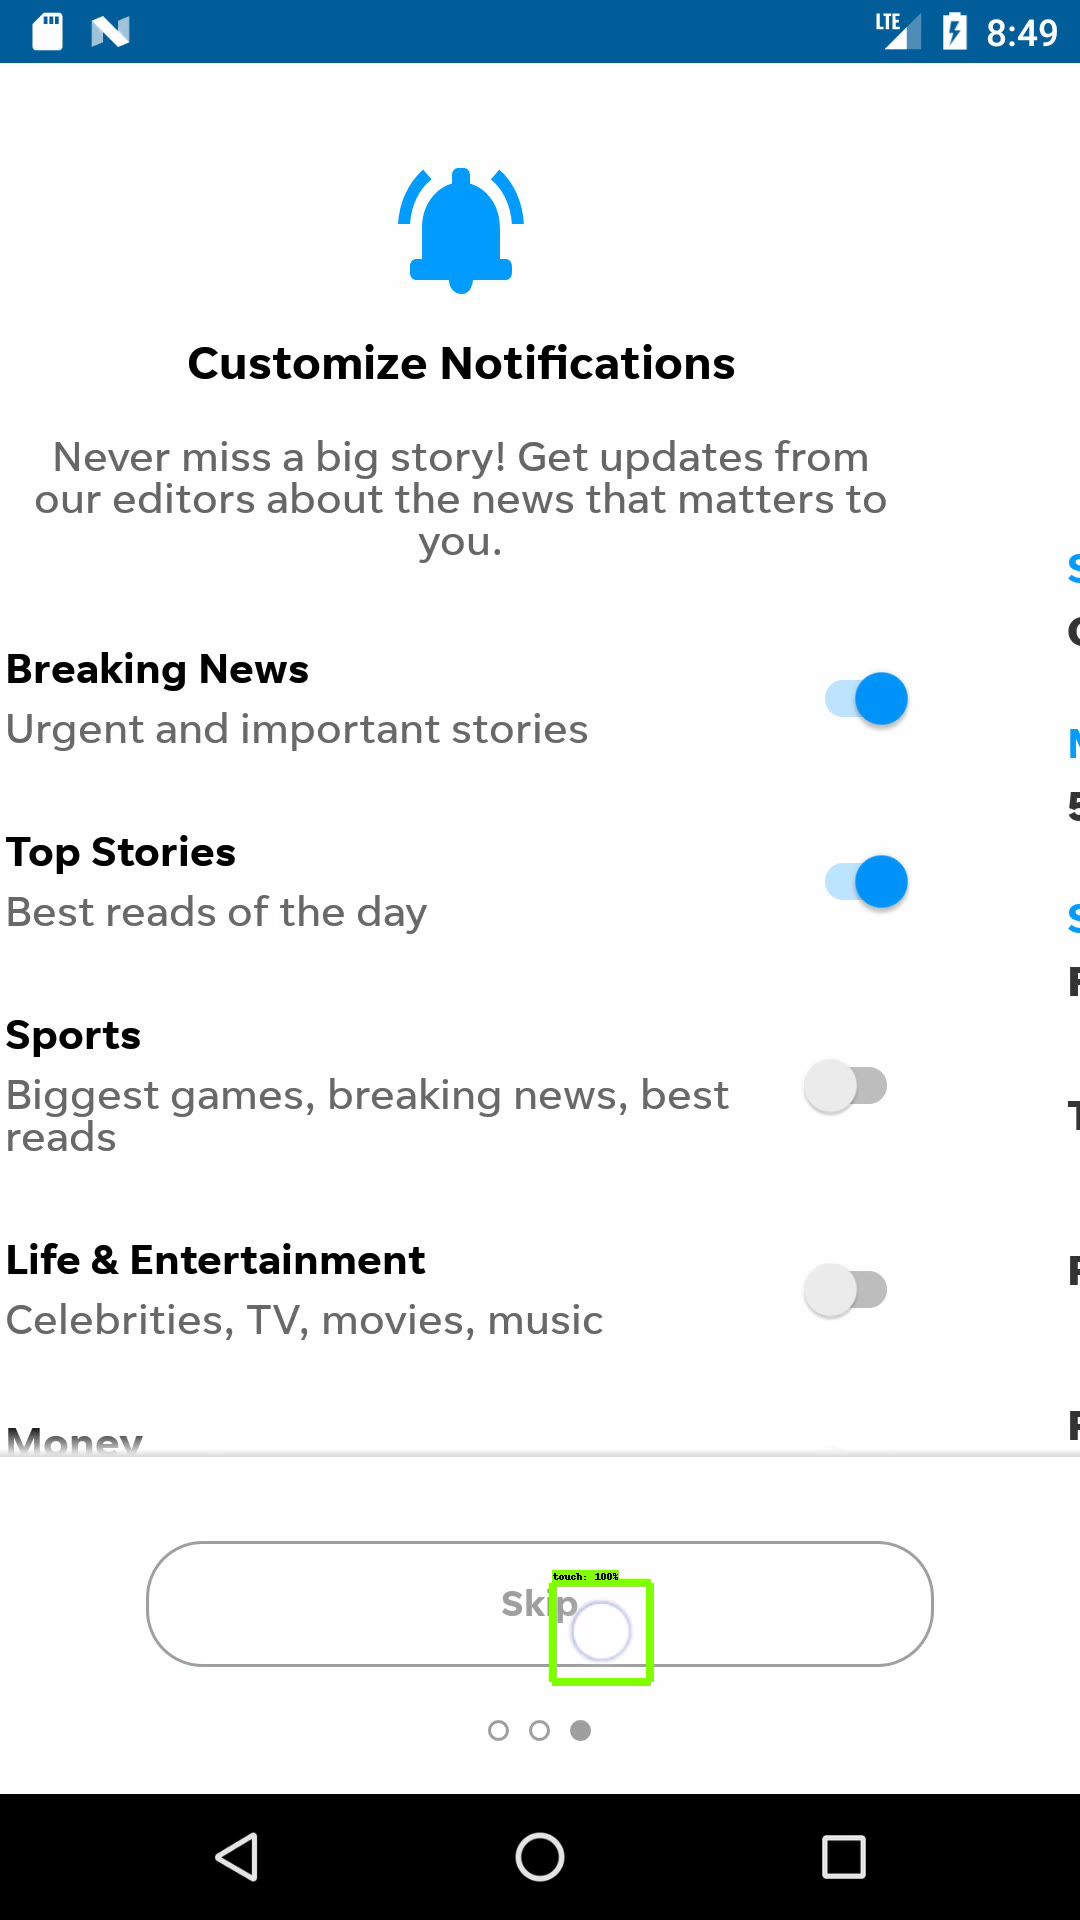 LTE 8:49
Customize Notifications
Never miss a big story! Get updates from
our editors about the news that matters to
you.
Breaking News
Urgent and important stories
Top Stories
Best reads of the day
Sports
Biggest games, breaking news, best
reads
Life & Entertainment
Celebrities, TV, movies, music
Money
touch: 100%
Skip